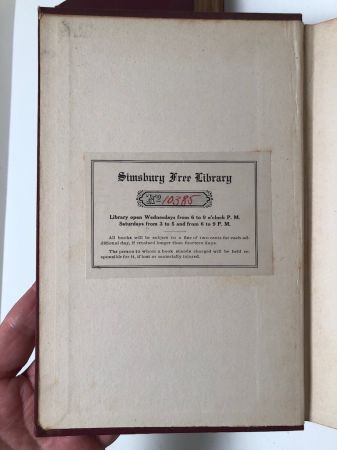 Simsbury Free Library
No 10385
Library open Wednesdays from 6 to 9 o'clock P. M.
Saturdays from 3 to 5 and from 6 to 9 P. M.
All books will be subject to a fine of two cents for each ad-
ditional day, if retained longer than fourteen days.
The person to whom a book stands charged will be held re-
sponsible for it, if lost or materially injured.